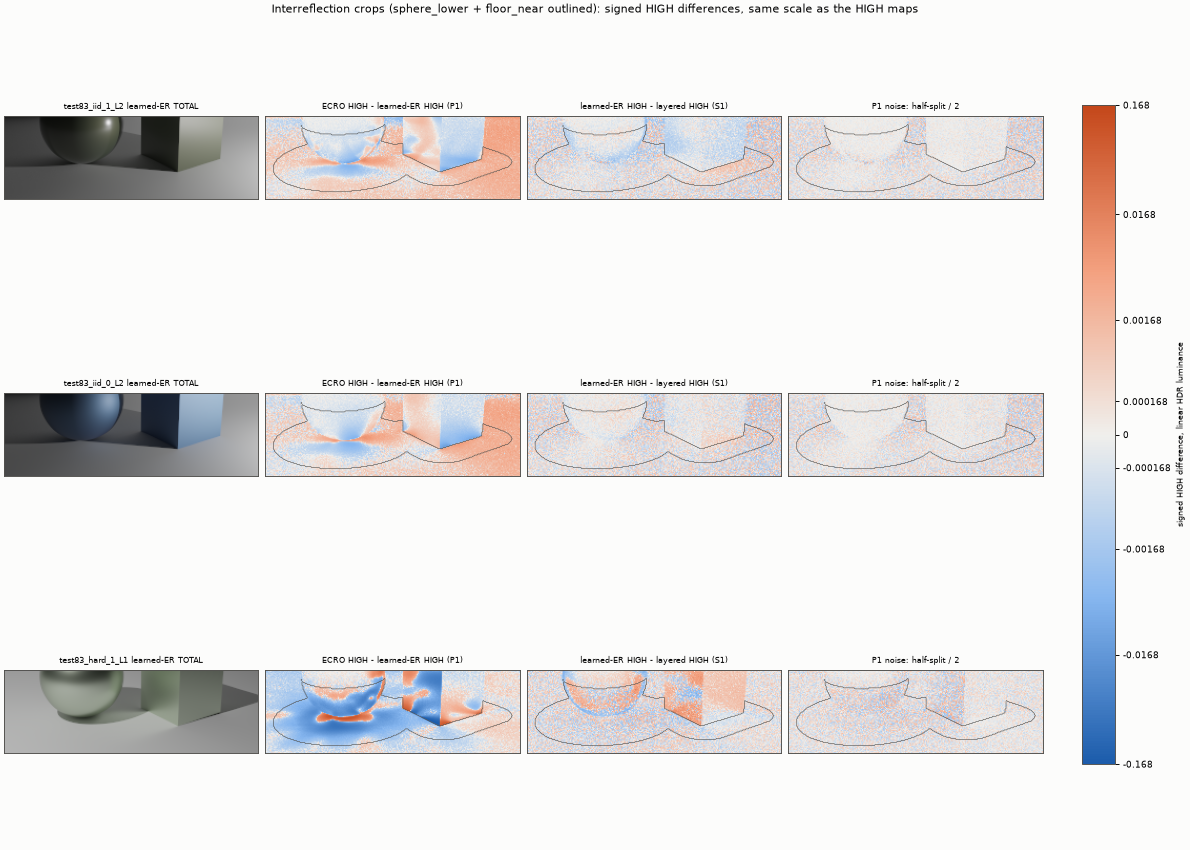 Interreflection crops (sphere_lower + floor_near outlined): signed HIGH differences, same scale as the HIGH maps
test83_iid_1_L2 learned-ER TOTAL
ECRO HIGH - learned-ER HIGH (P1)
learned-ER HIGH - layered HIGH (S1)
P1 noise: half-split / 2
test83_iid_0_L2 learned-ER TOTAL
ECRO HIGH - learned-ER HIGH (P1)
learned-ER HIGH - layered HIGH (S1)
P1 noise: half-split / 2
test83_hard_1_L1 learned-ER TOTAL
ECRO HIGH - learned-ER HIGH (P1)
learned-ER HIGH - layered HIGH (S1)
P1 noise: half-split / 2
0.168
0.0168
0.00168
0.000168
0
-0.000168
-0.00168
-0.0168
-0.168
signed HIGH difference, linear HDR luminance